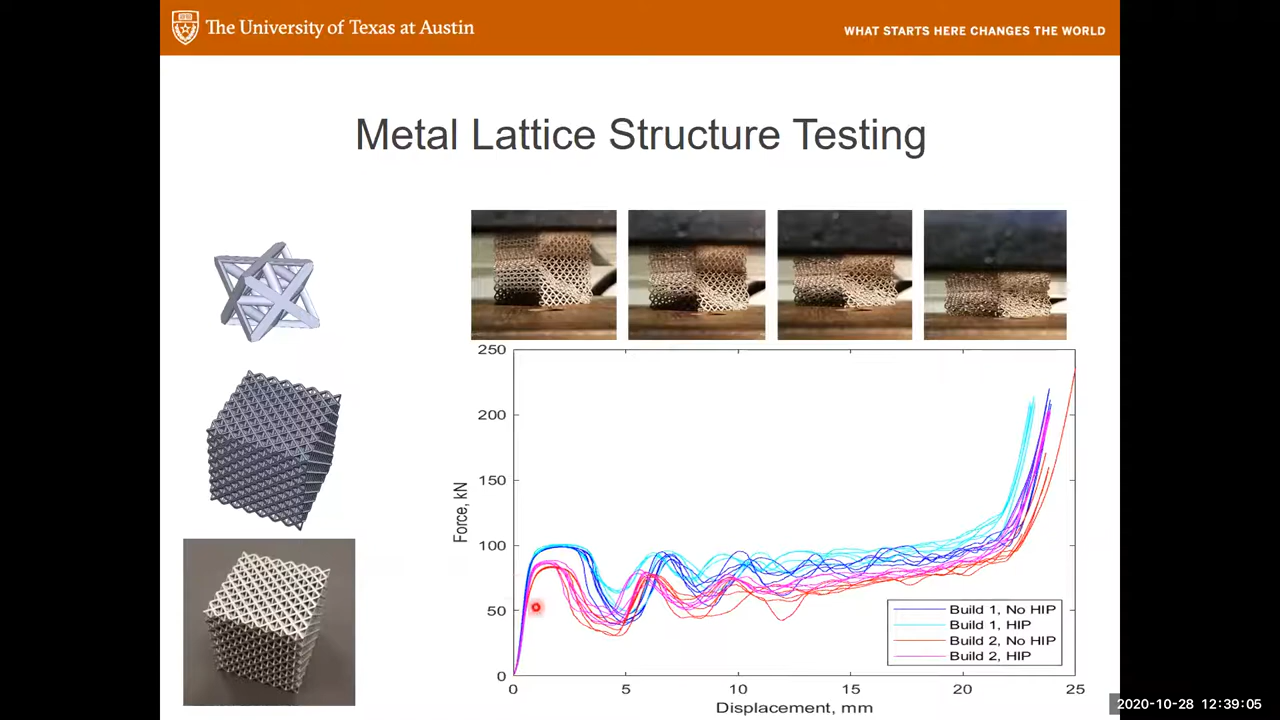 The University of Texas at Austin
WHAT STARTS HERE CHANGES THE WORLD
Metal Lattice Structure Testing
250
200
150
100
50
0
Force, kN
0 5 10 15 20 25
Displacement, mm
Build 1, No HIP
Build 1, HIP
Build 2, No HIP
Build 2, HIP
2020-10-28 12:39:05